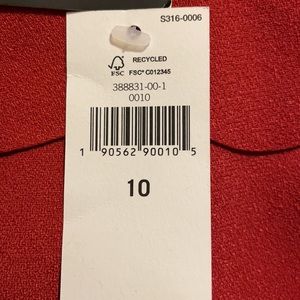 S316-0006
RECYCLED
FSC
FSC® C012345
388831-00-1
0010
1 90562 90010 5
10